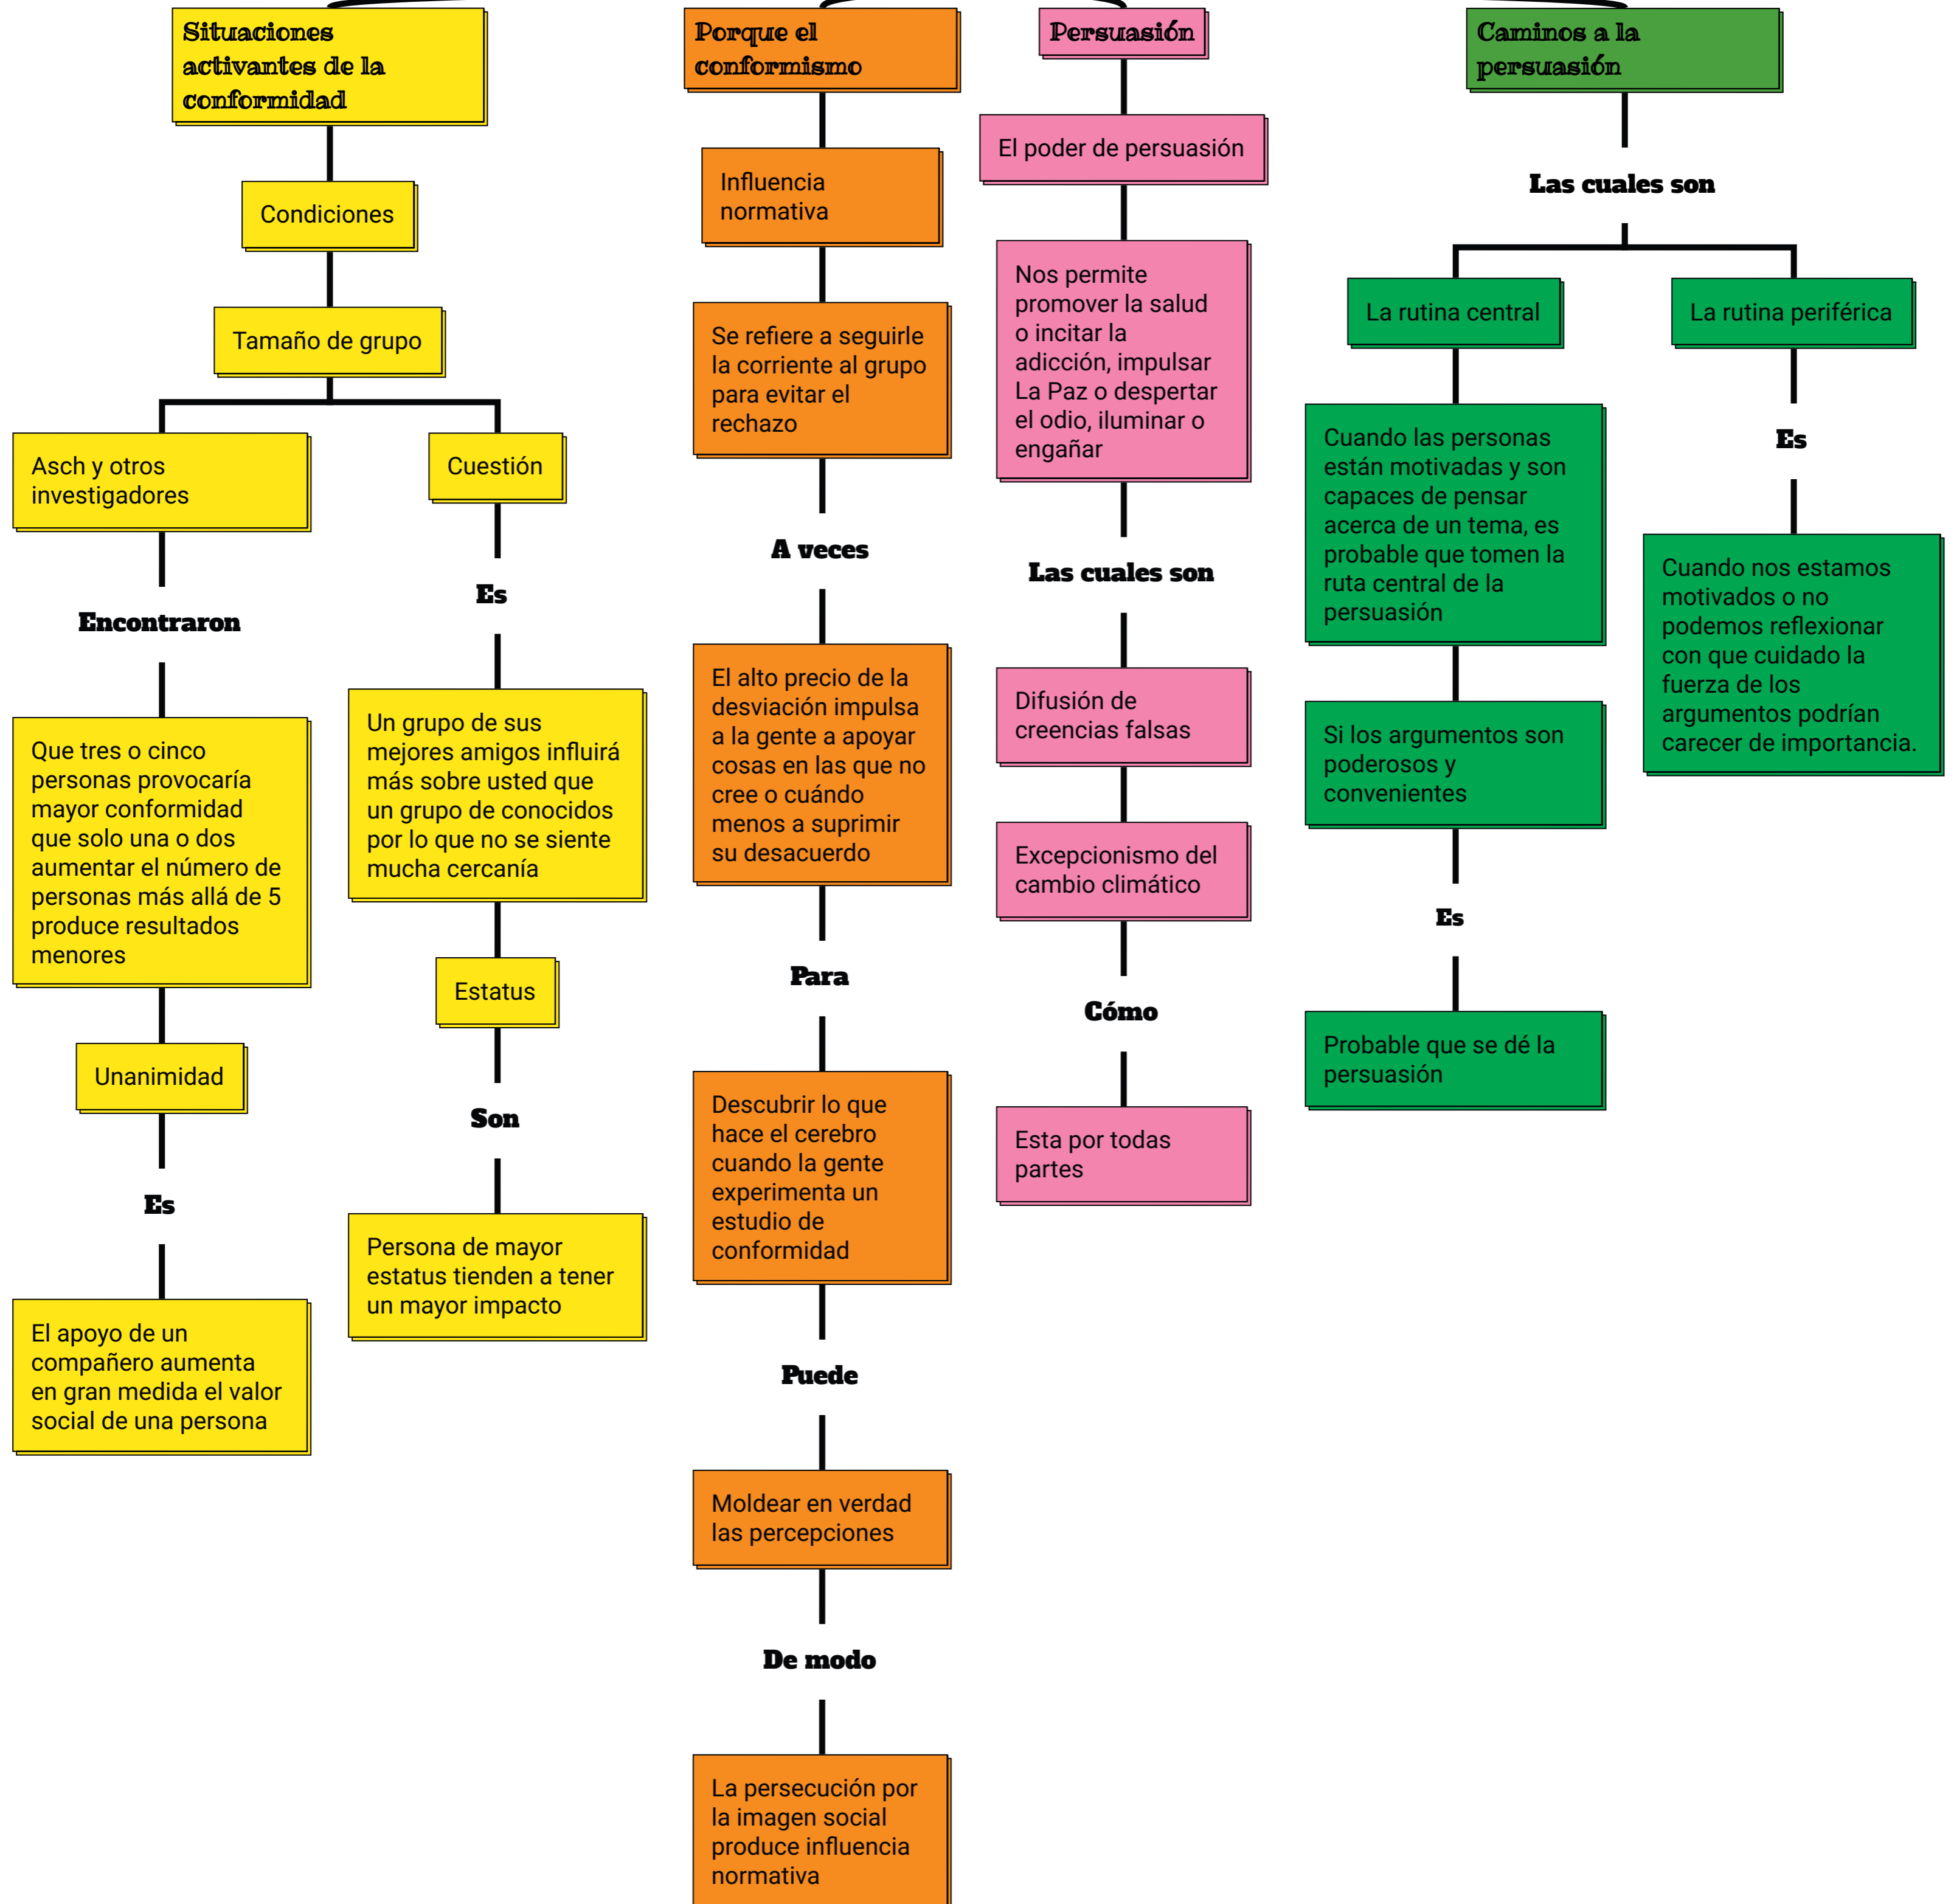 Situaciones
activantes de la
conformidad
Condiciones
Tamaño de grupo
Asch y otros
investigadores
Encontraron
Que tres o cinco
personas provocaría
mayor conformidad
que solo una o dos
aumentar el número de
personas más allá de 5
produce resultados
menores
Unanimidad
Es
El apoyo de un
compañero aumenta
en gran medida el valor
social de una persona
Cuestión
Es
Un grupo de sus
mejores amigos influirá
más sobre usted que
un grupo de conocidos
por lo que no se siente
mucha cercanía
Estatus
Son
Persona de mayor
estatus tienden a tener
un mayor impacto
Porque el
conformismo
Influencia
normativa
Se refiere a seguirle
la corriente al grupo
para evitar el
rechazo
A veces
El alto precio de la
desviación impulsa
a la gente a apoyar
cosas en las que no
cree o cuándo
menos a suprimir
su desacuerdo
Para
Descubrir lo que
hace el cerebro
cuando la gente
experimenta un
estudio de
conformidad
Puede
Moldear en verdad
las percepciones
De modo
La persecución por
la imagen social
produce influencia
normativa
Persuasión
El poder de persuasión
Nos permite
promover la salud
o incitar la
adicción, impulsar
La Paz o despertar
el odio, iluminar o
engañar
Las cuales son
Difusión de
creencias falsas
Excepcionismo del
cambio climático
Cómo
Esta por todas
partes
Caminos a la
persuasión
Las cuales son
La rutina central
Cuando las personas
están motivadas y son
capaces de pensar
acerca de un tema, es
probable que tomen la
ruta central de la
persuasión
Si los argumentos son
poderosos y
convenientes
Es
Probable que se dé la
persuasión
La rutina periférica
Es
Cuando nos estamos
motivados o no
podemos reflexionar
con que cuidado la
fuerza de los
argumentos podrían
carecer de importancia.